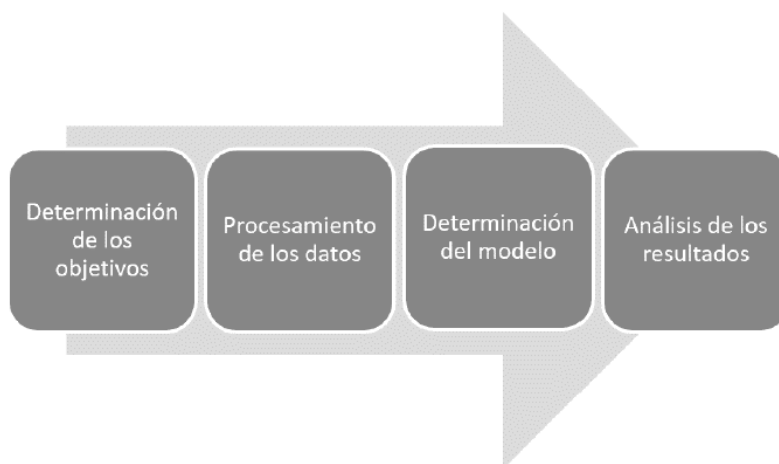 Determinación
de los
objetivos
Procesamiento
de los datos
Determinación
del modelo
Análisis de los
resultados